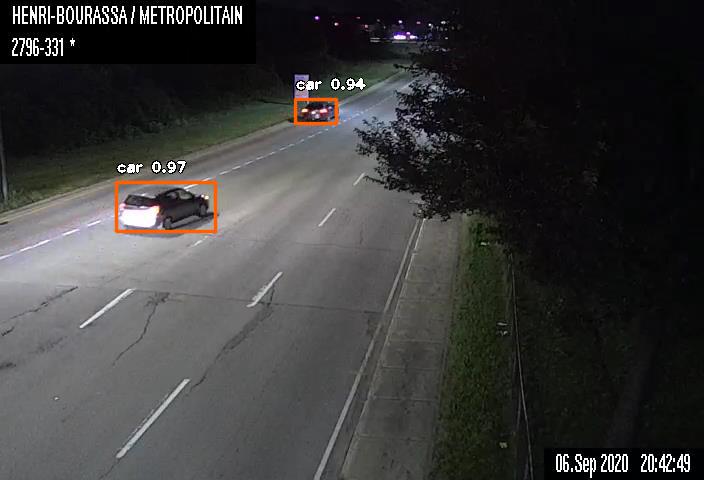 HENRI-BOURASSA / METROPOLITAIN
2796-331 *
car 0.94
car 0.97
06.Sep 2020 20:42:49